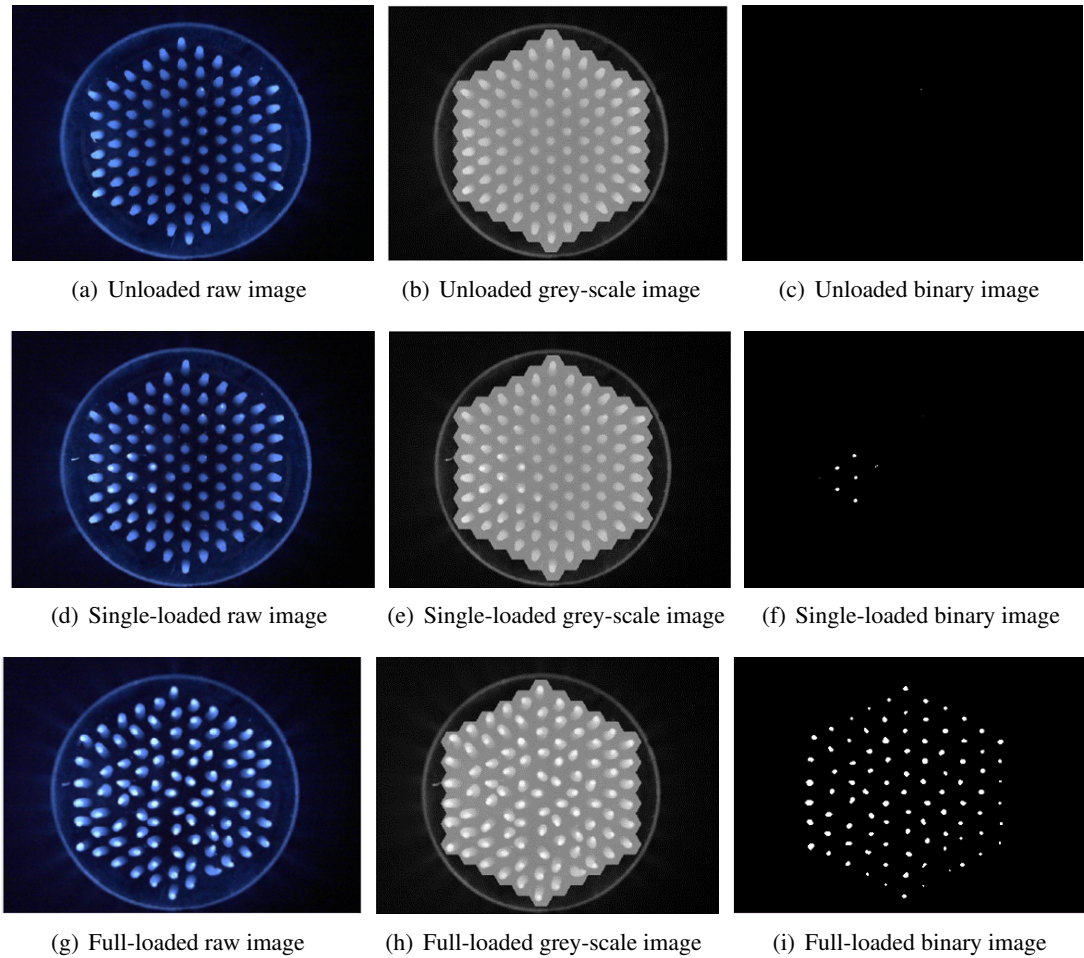 (a) Unloaded raw image
(b) Unloaded grey-scale image
(c) Unloaded binary image
(d) Single-loaded raw image
(e) Single-loaded grey-scale image
(f) Single-loaded binary image
(g) Full-loaded raw image
(h) Full-loaded grey-scale image
(i) Full-loaded binary image